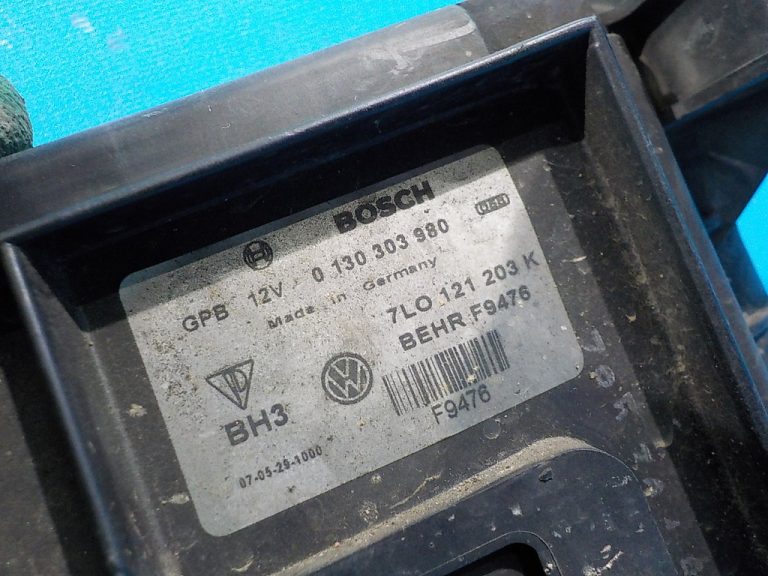 BOSCH
GPB 12V 0 130 303 980
Made in Germany
7L0 121 203 K
BEHR F9476
BH3
F9476
07-05-29-1000